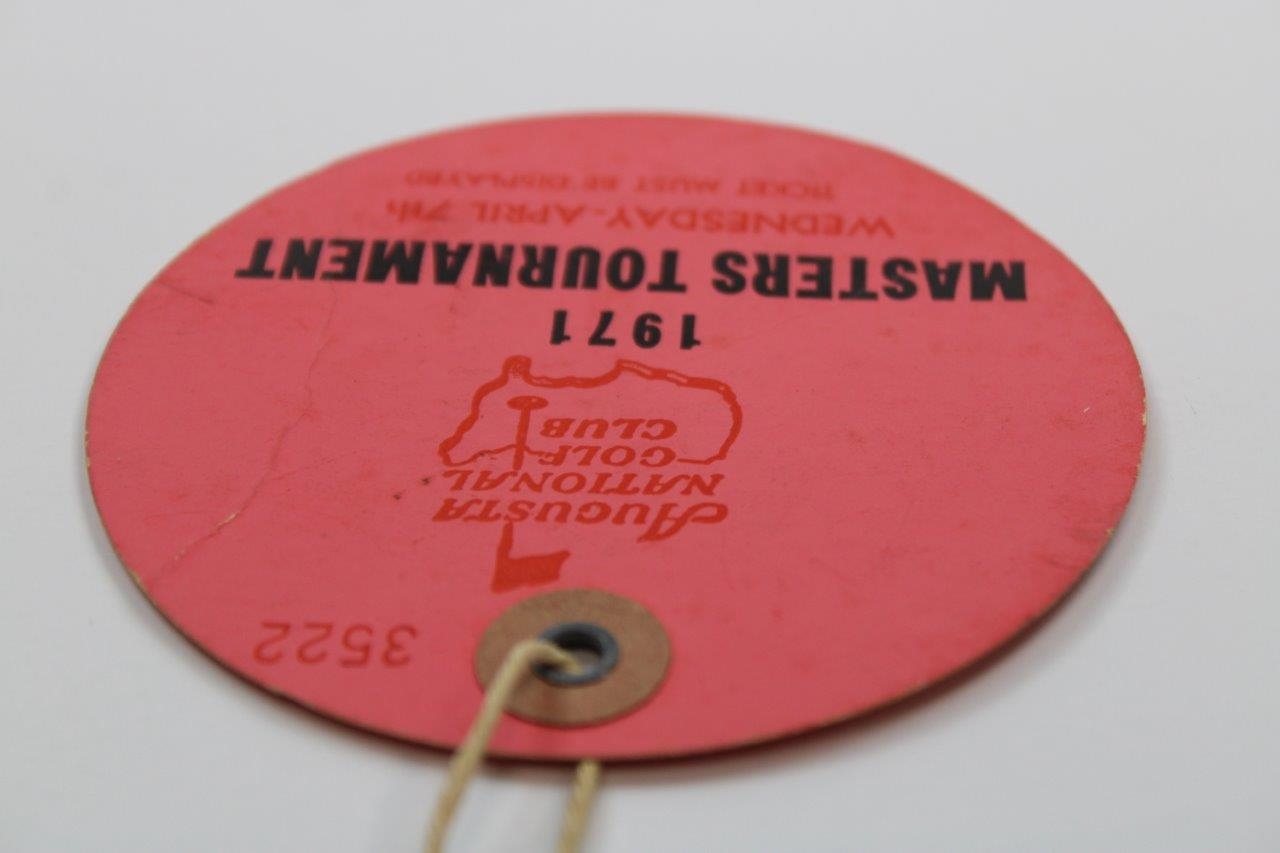 3522
AUGUSTA
NATIONAL
GOLF
CLUB
1971
MASTERS TOURNAMENT
WEDNESDAY-APRIL 7th
TICKET MUST BE DISPLAYED